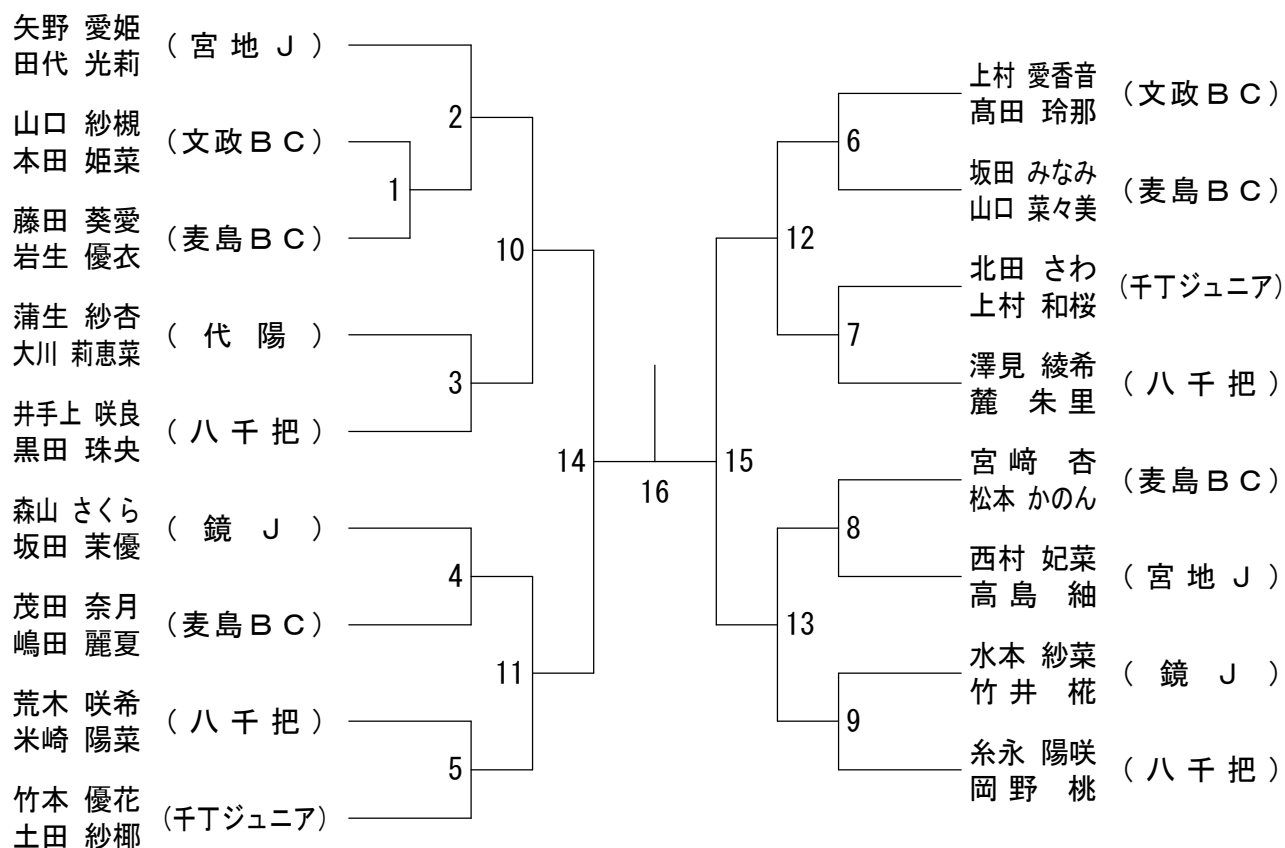 矢野 愛姫
田代 光莉
(宮地J)
山口 紗槻
本田 姫菜
(文政BC)
藤田 葵愛
岩生 優衣
(麦島BC)
蒲生 紗杏
大川 莉恵菜
(代陽)
井手上 咲良
黒田 珠央
(八千把)
森山 さくら
坂田 茉優
(鏡J)
茂田 奈月
嶋田 麗夏
(麦島BC)
荒木 咲希
米崎 陽菜
(八千把)
竹本 優花
土田 紗椰
(千丁ジュニア)
1
2
3
4
5
10
11
14
16
15
12
13
6
7
8
9
上村 愛香音
髙田 玲那
(文政BC)
坂田 みなみ
山口 菜々美
(麦島BC)
北田 さわ
上村 和桜
(千丁ジュニア)
澤見 綾希
麓 朱里
(八千把)
宮﨑 杏
松本 かのん
(麦島BC)
西村 妃菜
高島 紬
(宮地J)
水本 紗菜
竹井 椛
(鏡J)
糸永 陽咲
岡野 桃
(八千把)